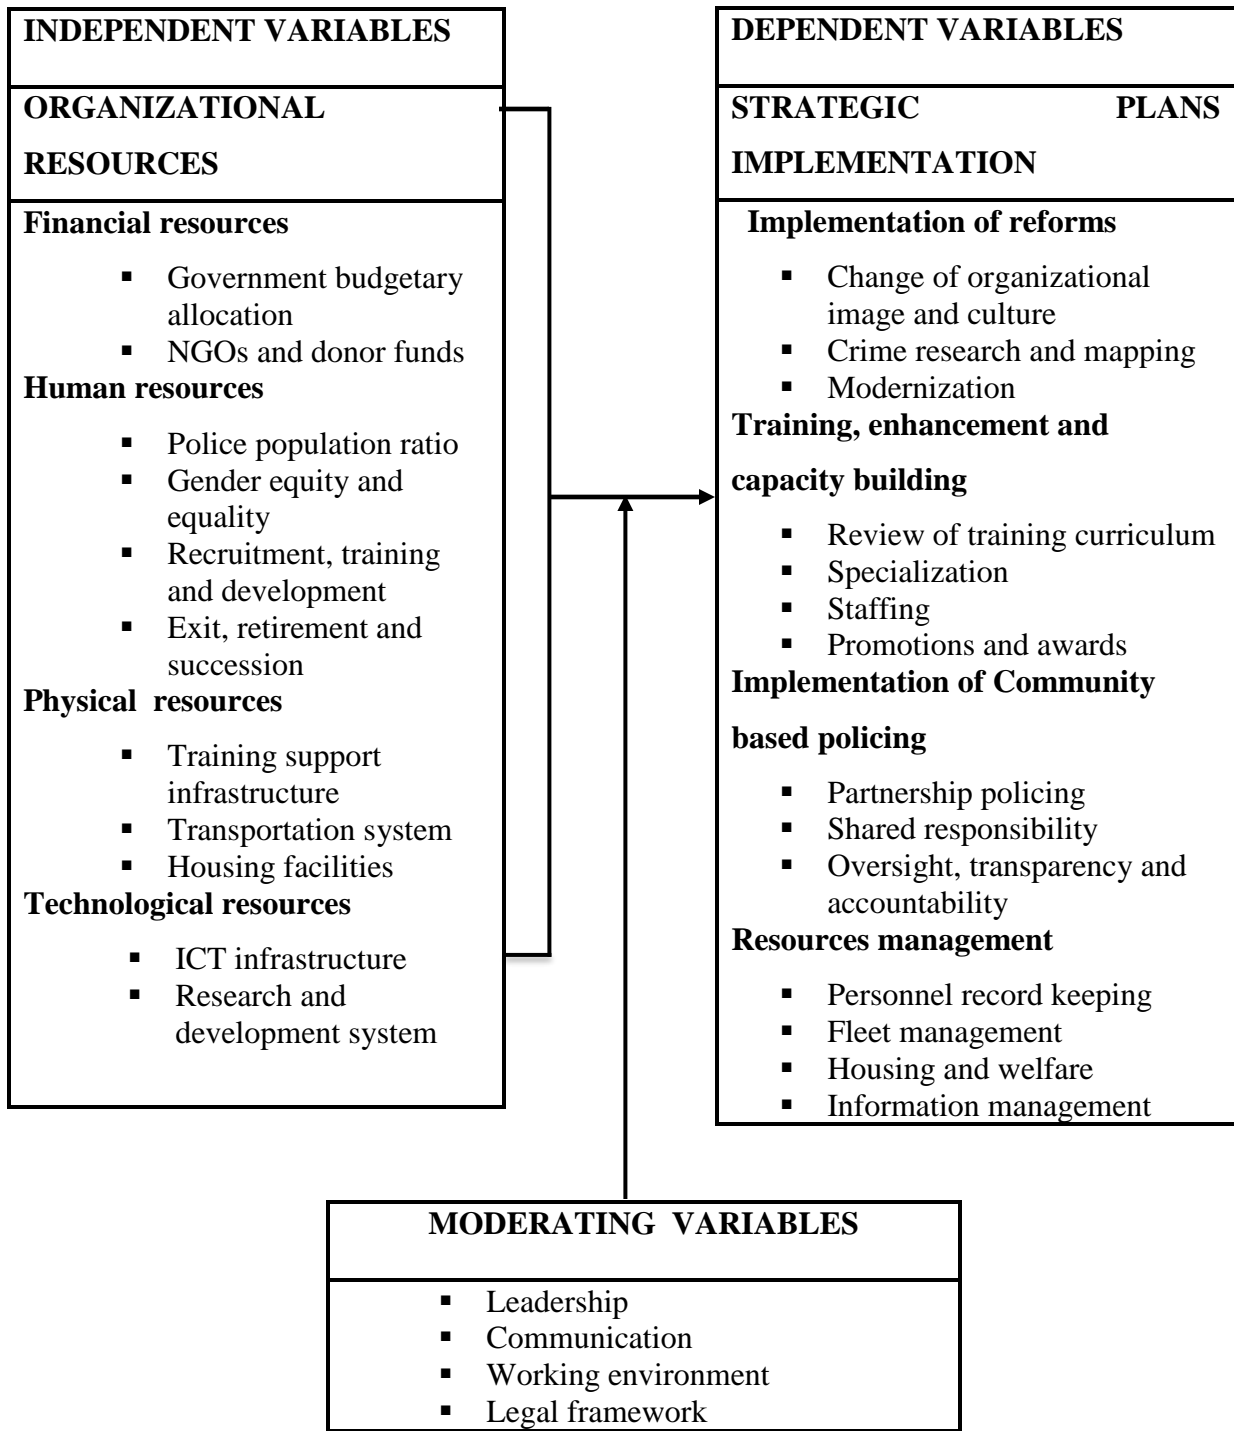 INDEPENDENT VARIABLES
ORGANIZATIONAL
RESOURCES
Financial resources
▪ Government budgetary
allocation
▪ NGOs and donor funds
Human resources
▪ Police population ratio
▪ Gender equity and
equality
▪ Recruitment, training
and development
▪ Exit, retirement and
succession
Physical resources
▪ Training support
infrastructure
▪ Transportation system
▪ Housing facilities
Technological resources
▪ ICT infrastructure
▪ Research and
development system
DEPENDENT VARIABLES
STRATEGIC PLANS
IMPLEMENTATION
Implementation of reforms
▪ Change of organizational
image and culture
▪ Crime research and mapping
▪ Modernization
Training, enhancement and
capacity building
▪ Review of training curriculum
▪ Specialization
▪ Staffing
▪ Promotions and awards
Implementation of Community
based policing
▪ Partnership policing
▪ Shared responsibility
▪ Oversight, transparency and
accountability
Resources management
▪ Personnel record keeping
▪ Fleet management
▪ Housing and welfare
▪ Information management
MODERATING VARIABLES
▪ Leadership
▪ Communication
▪ Working environment
▪ Legal framework